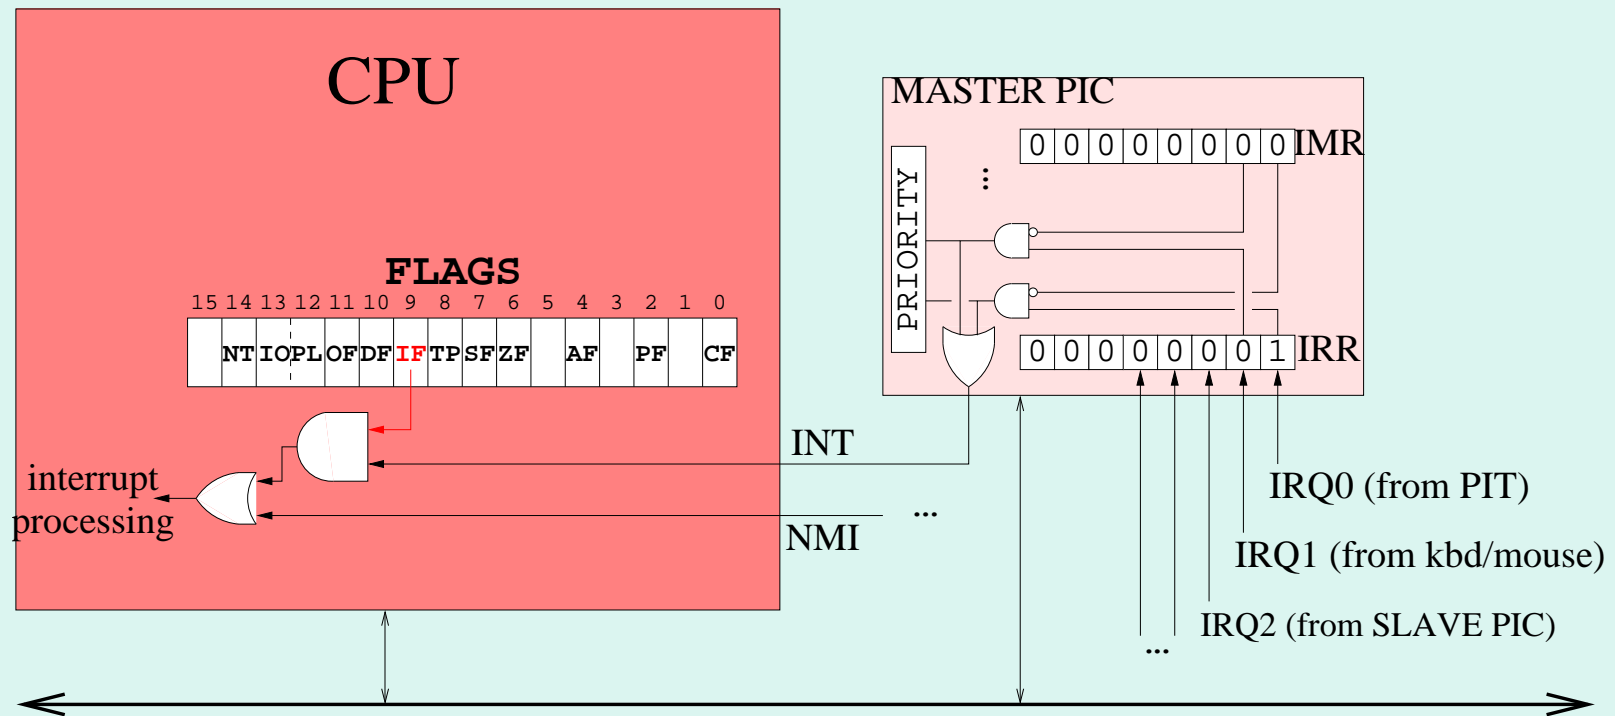 CPU
MASTER PIC
0 0 0 0 0 0 0 0 IMR
...
PRIORITY
FLAGS
15 14 13 12 11 10 9 8 7 6 5 4 3 2 1 0
NT IOPL OF DF IF TP SF ZF AF PF CF
0 0 0 0 0 0 0 1 IRR
INT
interrupt
processing
IRQ0 (from PIT)
...
NMI
IRQ1 (from kbd/mouse)
IRQ2 (from SLAVE PIC)
...